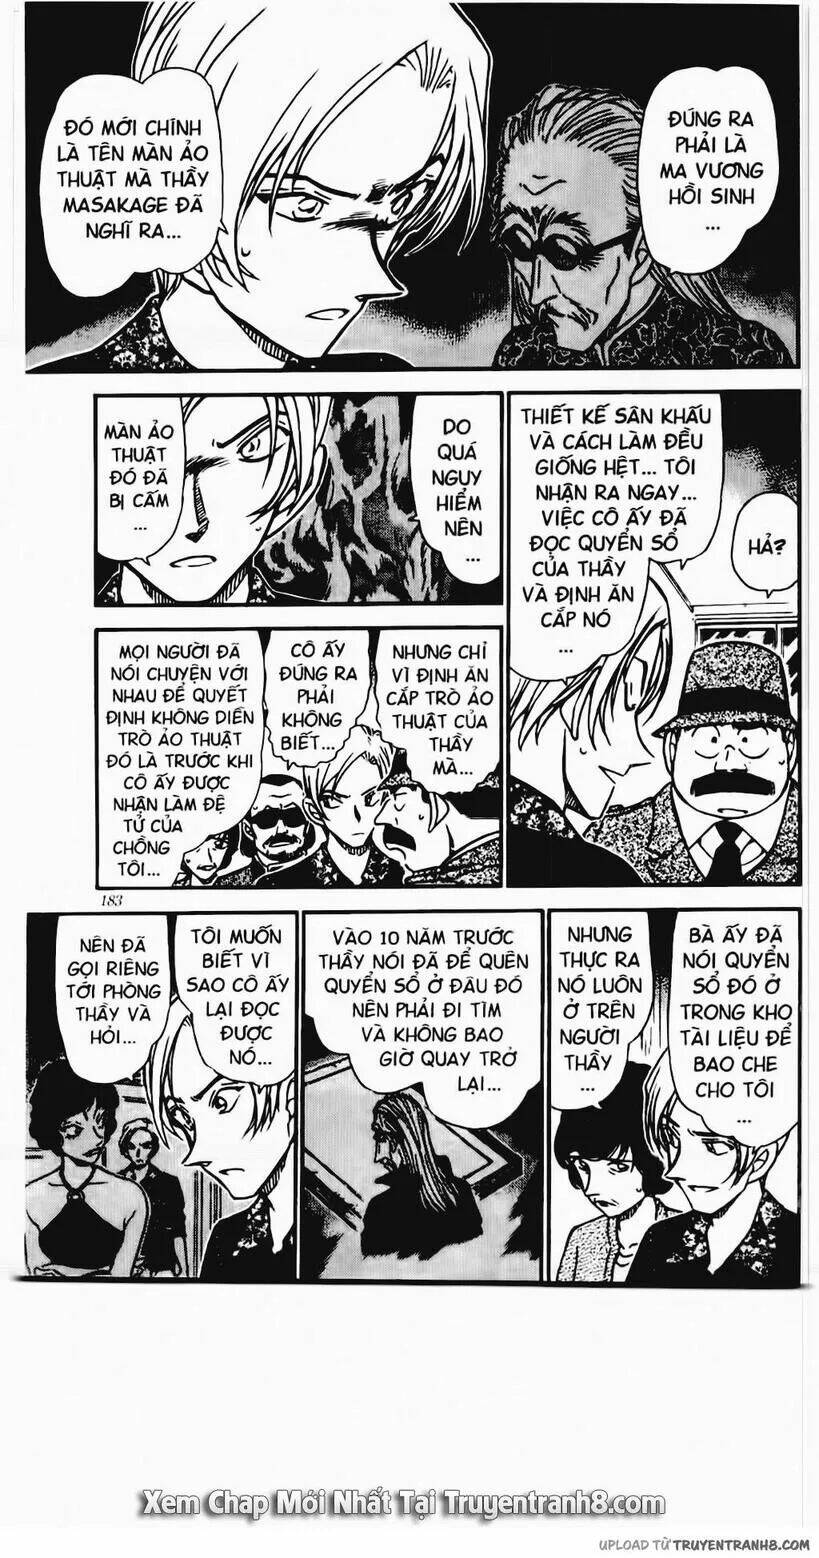 ĐÚNG RA
PHẢI LÀ
MA VƯƠNG
HỒI SINH
...
ĐÓ MỚI CHÍNH
LÀ TÊN MÀN ẢO
THUẬT MÀ THẦY
MASAKAGE ĐÃ
NGHĨ RA...
HẢ?
THIẾT KẾ SÂN KHẤU
VÀ CÁCH LÀM ĐỀU
GIỐNG HỆT... TÔI
NHẬN RA NGAY...
VIỆC CÔ ẤY ĐÃ
ĐỌC QUYỂN SỔ
CỦA THẦY
VÀ ĐỊNH ĂN
CẮP NÓ
...
DO
QUÁ
NGUY
HIỂM
NÊN
...
MÀN ẢO
THUẬT
ĐÓ ĐÃ
BỊ CẤM
...
NHƯNG CHỈ
VÌ ĐỊNH ĂN
CẮP TRÒ ẢO
THUẬT CỦA
THẦY
MÀ...
CÔ ẤY
ĐÚNG RA
PHẢI
KHÔNG
BIẾT...
MỌI NGƯỜI ĐÃ
NÓI CHUYỆN VỚI
NHAU ĐỂ QUYẾT
ĐỊNH KHÔNG DIỄN
TRÒ ẢO THUẬT
ĐÓ LÀ TRƯỚC KHI
CÔ ẤY ĐƯỢC
NHẬN LÀM ĐỆ
TỬ CỦA
CHỒNG
TÔI...
183
BÀ ẤY ĐÃ
NÓI QUYỂN
SỔ ĐÓ Ở
TRONG KHO
TÀI LIỆU ĐỂ
BAO CHE
CHO TÔI
...
NHƯNG
THỰC RA
NÓ LUÔN
Ở TRÊN
NGƯỜI
THẦY
...
VÀO 10 NĂM TRƯỚC
THẦY NÓI ĐÃ ĐỂ QUÊN
QUYỂN SỔ Ở ĐÂU ĐÓ
NÊN PHẢI ĐI TÌM
VÀ KHÔNG BAO
GIỜ QUAY TRỞ
LẠI...
TÔI MUỐN
BIẾT VÌ
SAO CÔ ẤY
LẠI ĐỌC
ĐƯỢC
NÓ...
NÊN ĐÃ
GỌI RIÊNG
TỚI PHÒNG
THẦY VÀ
HỎI...
Xem Chap Mới Nhất Tại Truyentranh8.com
UPLOAD TỪ TRUYENTRANH8.COM